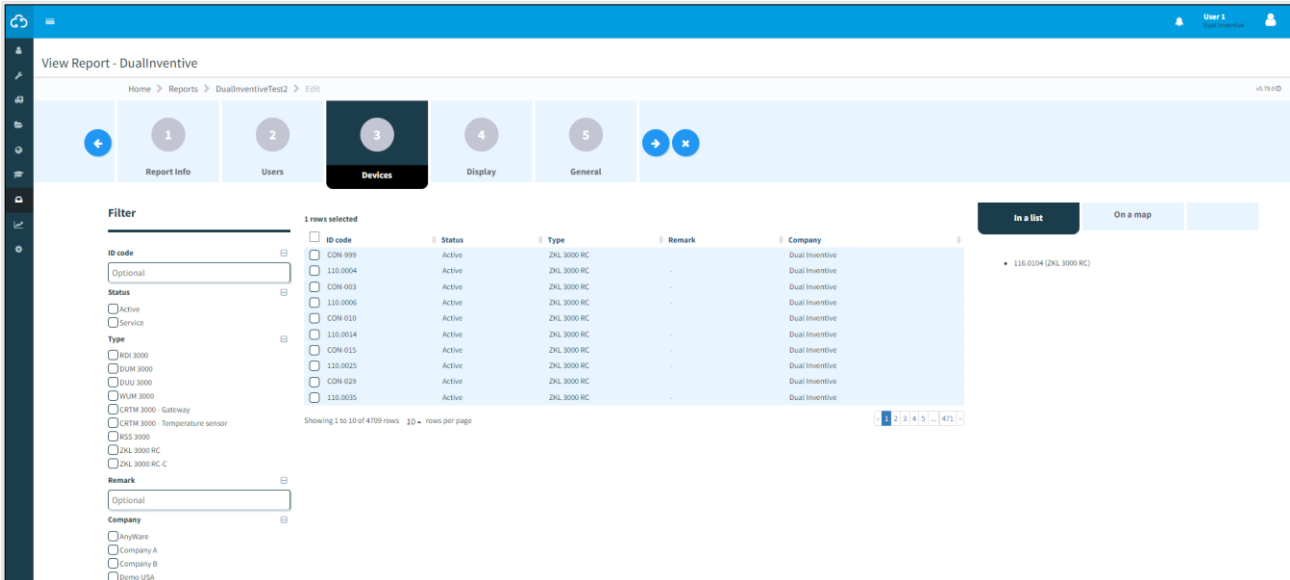 User 1
Dual Inventive
View Report - DualInventive
Home > Reports > DualInventiveTest2 > Edit
v5.79.0
1
2
3
4
5
Report Info
Users
Devices
Display
General
Filter
ID code
Optional
Status
Active
Service
Type
RDI 3000
DUM 3000
DUU 3000
WUM 3000
CRTM 3000 - Gateway
CRTM 3000 - Temperature sensor
RSS 3000
ZKL 3000 RC
ZKL 3000 RC-C
Remark
Optional
Company
AnyWare
Company A
Company B
Demo USA
1 rows selected
ID code Status Type Remark Company
CON-999 Active ZKL 3000 RC Dual Inventive
110.0004 Active ZKL 3000 RC - Dual Inventive
CON-003 Active ZKL 3000 RC Dual Inventive
110.0006 Active ZKL 3000 RC - Dual Inventive
CON-010 Active ZKL 3000 RC Dual Inventive
110.0014 Active ZKL 3000 RC - Dual Inventive
CON-015 Active ZKL 3000 RC Dual Inventive
110.0025 Active ZKL 3000 RC - Dual Inventive
CON-029 Active ZKL 3000 RC Dual Inventive
110.0035 Active ZKL 3000 RC Dual Inventive
Showing 1 to 10 of 4709 rows 10 rows per page
‹ 1 2 3 4 5 ... 471 ›
In a list
On a map
• 116.0104 (ZKL 3000 RC)